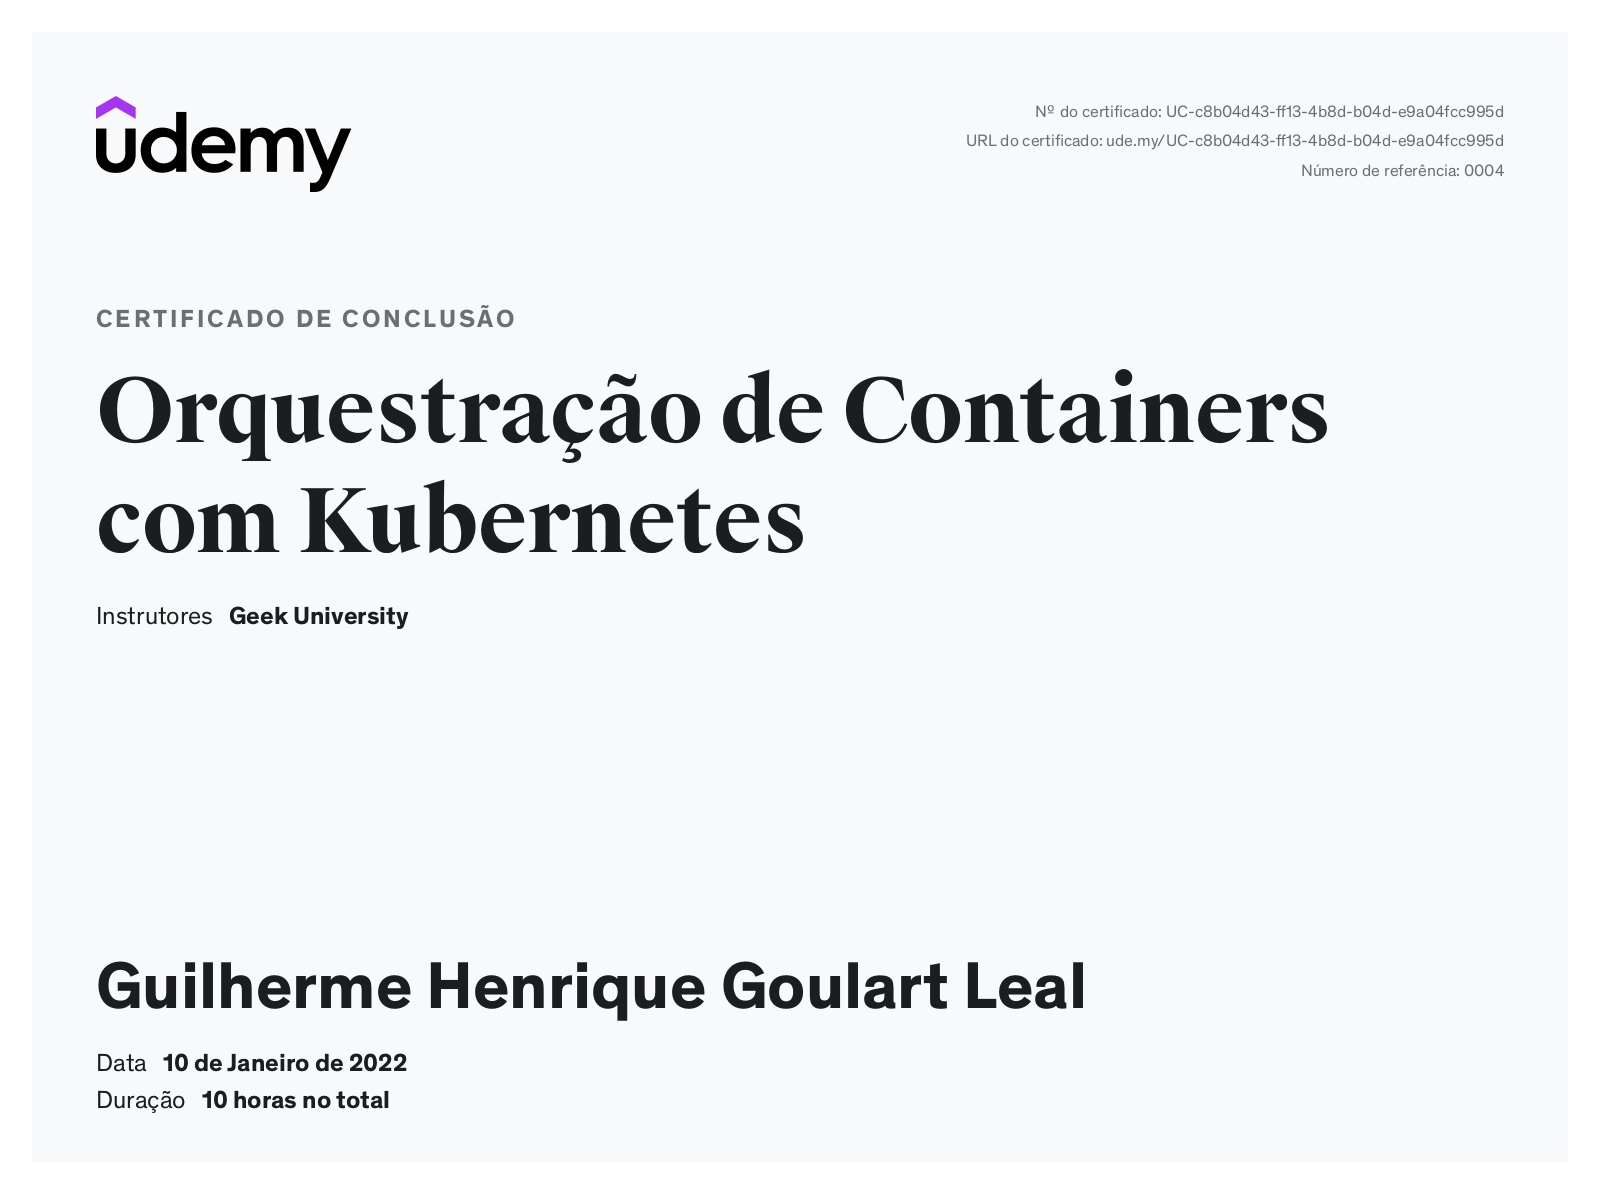 udemy
Nº do certificado: UC-c8b04d43-ff13-4b8d-b04d-e9a04fcc995d
URL do certificado: ude.my/UC-c8b04d43-ff13-4b8d-b04d-e9a04fcc995d
Número de referência: 0004
CERTIFICADO DE CONCLUSÃO
Orquestração de Containers
com Kubernetes
Instrutores Geek University
Guilherme Henrique Goulart Leal
Data 10 de Janeiro de 2022
Duração 10 horas no total